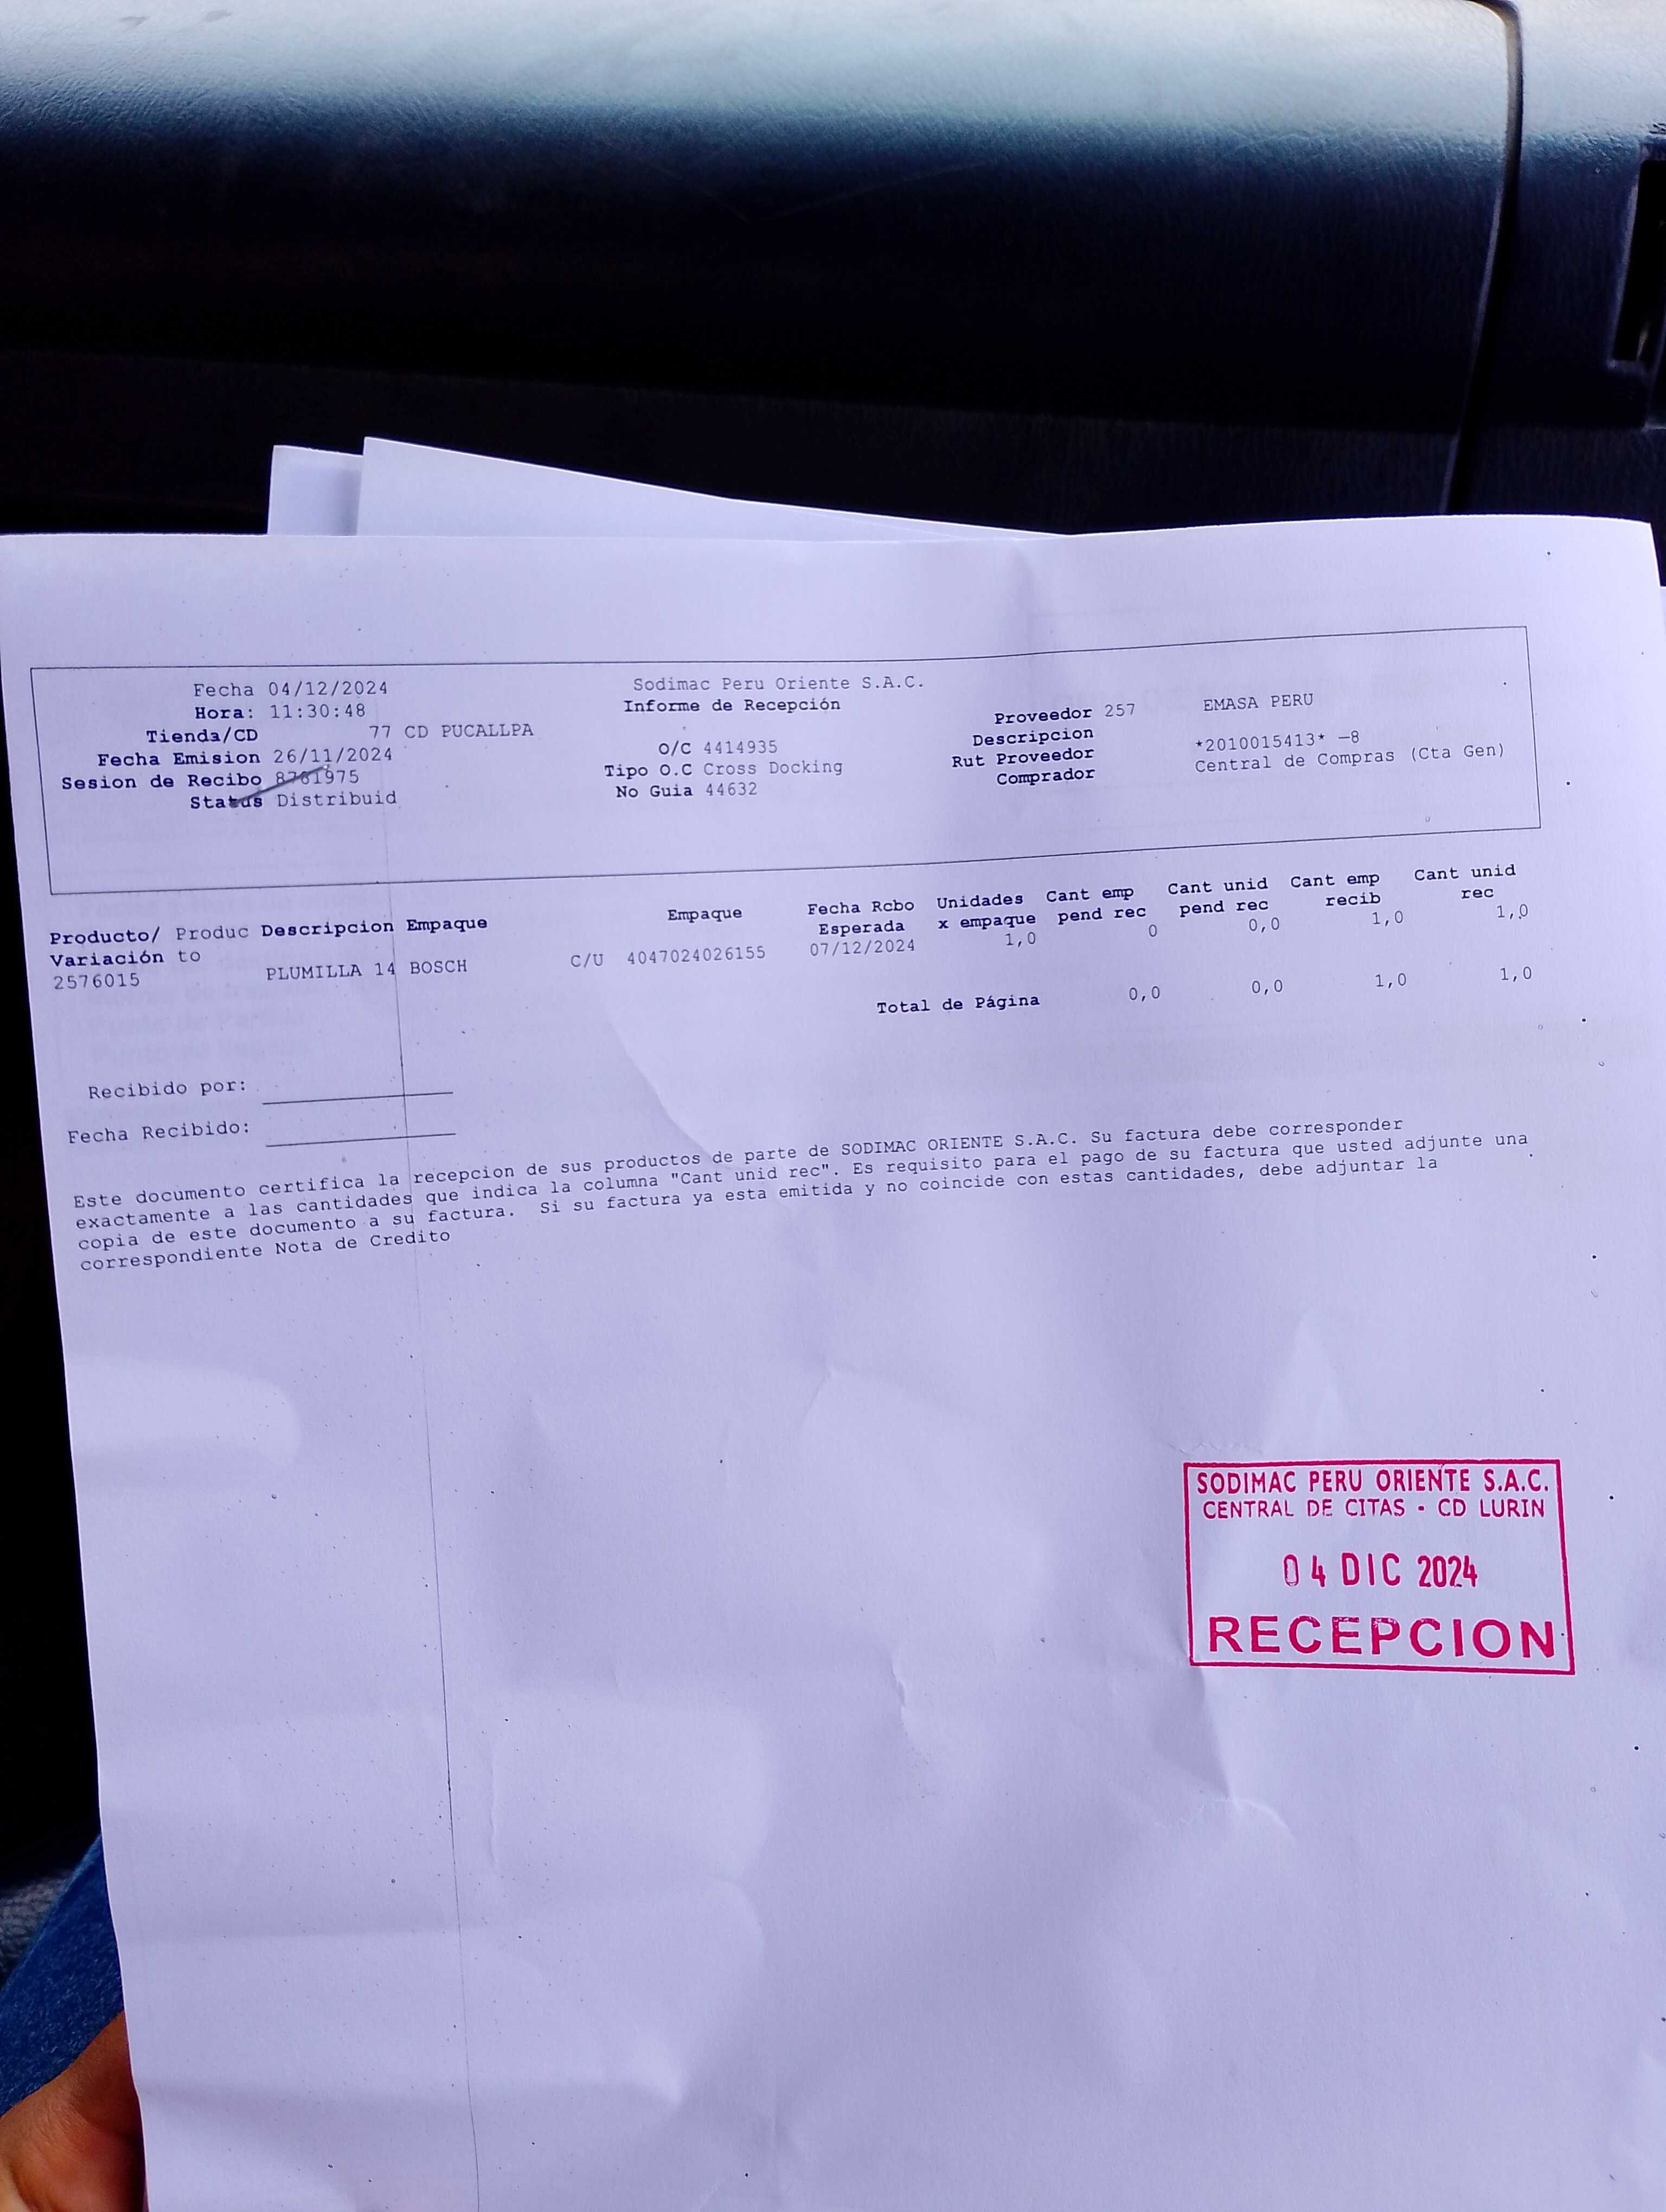 Fecha 04/12/2024
Hora: 11:30:48
Tienda/CD 77 CD PUCALLPA
Fecha Emision 26/11/2024
Sesion de Recibo 8781975
Status Distribuid
Sodimac Peru Oriente S.A.C.
Informe de Recepción
O/C 4414935
Tipo O.C Cross Docking
No Guia 44632
Proveedor 257 EMASA PERU
Descripcion
Rut Proveedor *2010015413* -8
Comprador Central de Compras (Cta Gen)
Producto/ Produc Descripcion Empaque Empaque Fecha Rcbo Unidades Cant emp Cant unid Cant emp Cant unid
Variación to Esperada x empaque pend rec pend rec recib rec
2576015 PLUMILLA 14 BOSCH C/U 4047024026155 07/12/2024 1,0 0 0,0 1,0 1,0
Total de Página 0,0 0,0 1,0 1,0
Recibido por:
Fecha Recibido:
Este documento certifica la recepcion de sus productos de parte de SODIMAC ORIENTE S.A.C. Su factura debe corresponder
exactamente a las cantidades que indica la columna "Cant unid rec". Es requisito para el pago de su factura que usted adjunte una
copia de este documento a su factura. Si su factura ya esta emitida y no coincide con estas cantidades, debe adjuntar la
correspondiente Nota de Credito
SODIMAC PERU ORIENTE S.A.C.
CENTRAL DE CITAS - CD LURIN
04 DIC 2024
RECEPCION